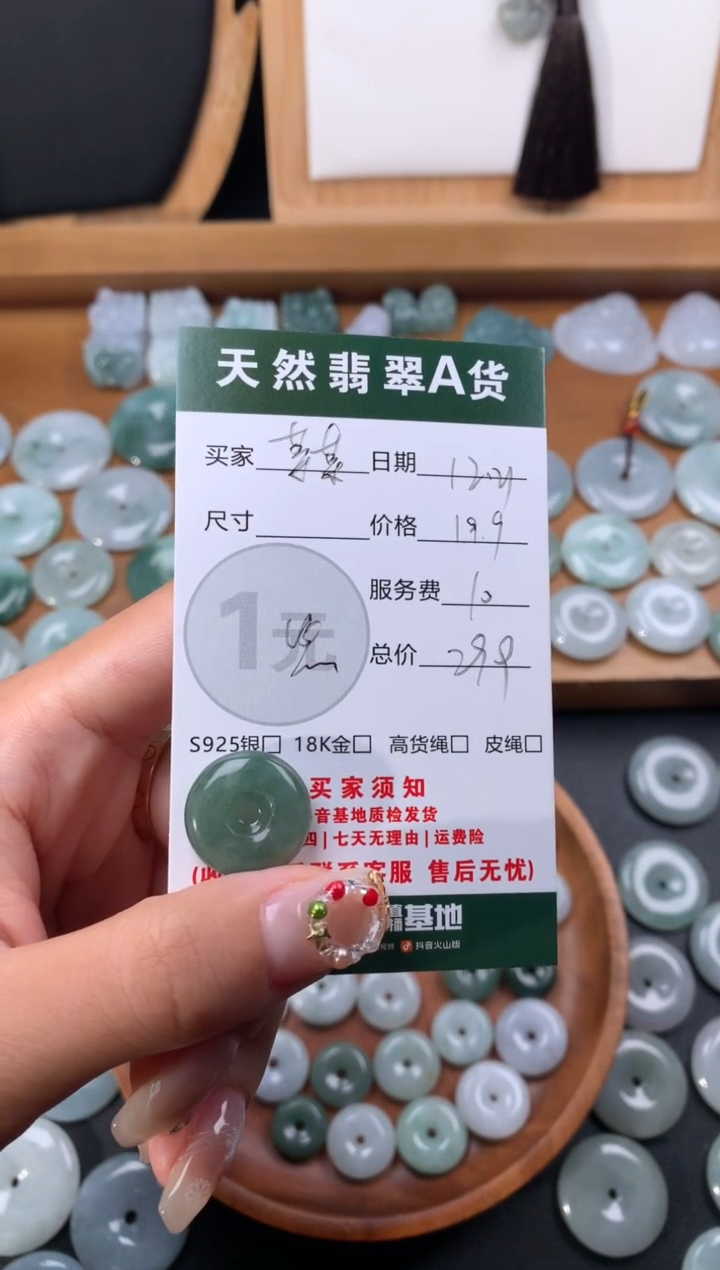 天然翡翠A货
买家 日期 12.21
尺寸 价格 19.9
1元 服务费 10
总价 29.9
S925银□ 18K金□ 高货绳□ 皮绳□
买家须知
音基地质检发货
四|七天无理由|运费险
客服 售后无忧)
基地
抖音火山版